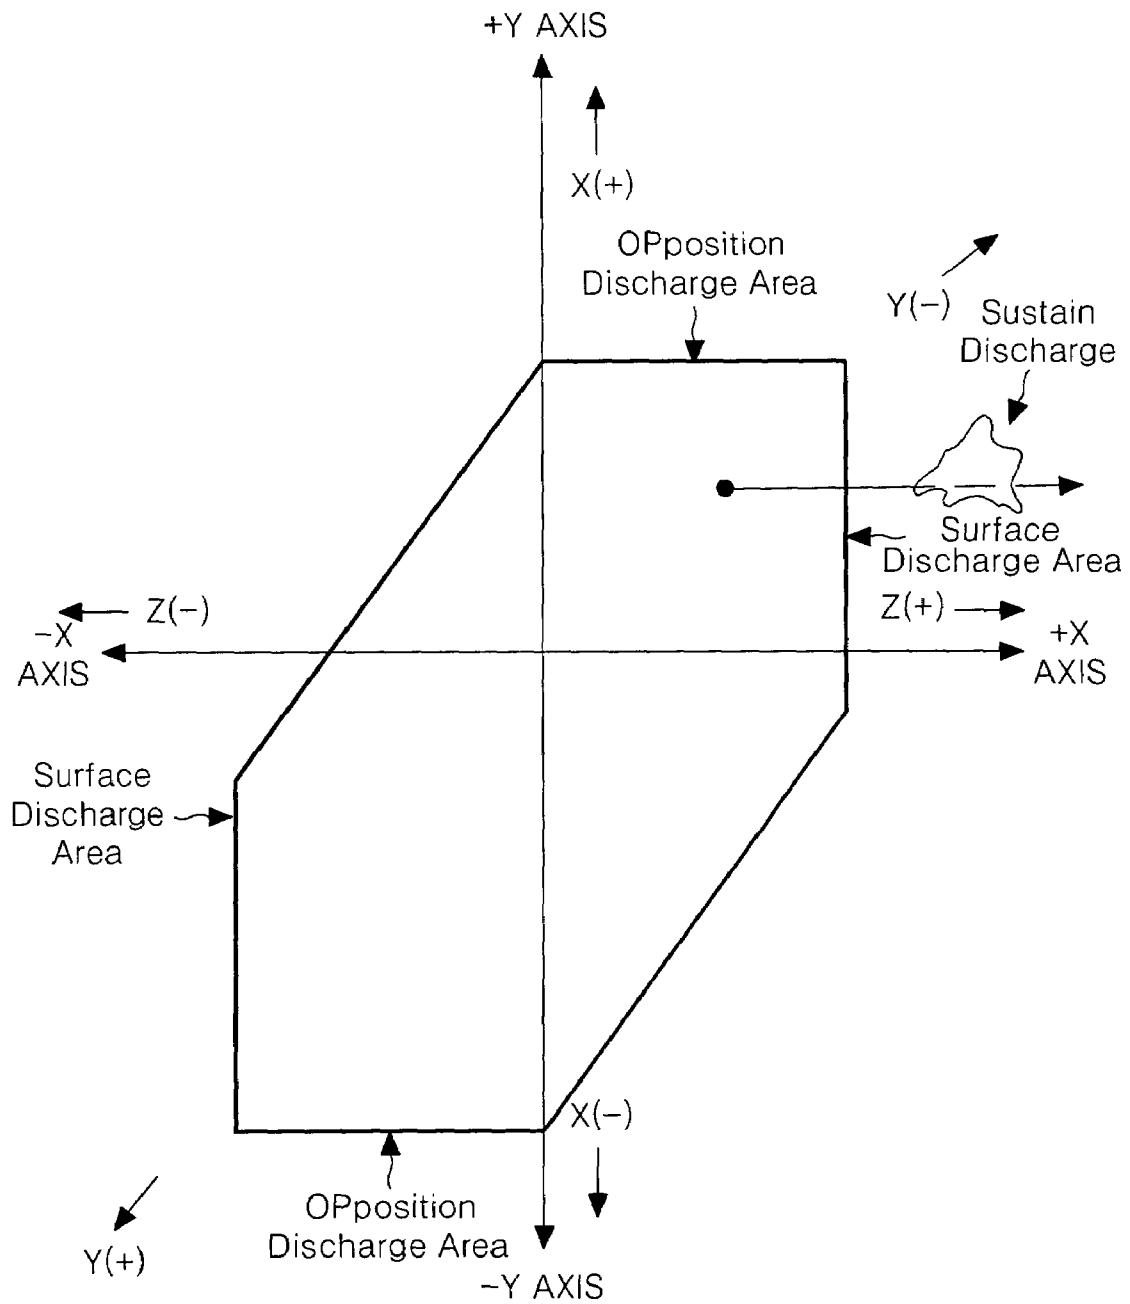 +Y AXIS
X(+)
OPposition
Discharge Area
Y(−)
Sustain
Discharge
Surface
Discharge Area
Z(−)
Z(+)
−X
AXIS
+X
AXIS
Surface
Discharge
Area
X(−)
OPposition
Discharge Area
Y(+)
−Y AXIS